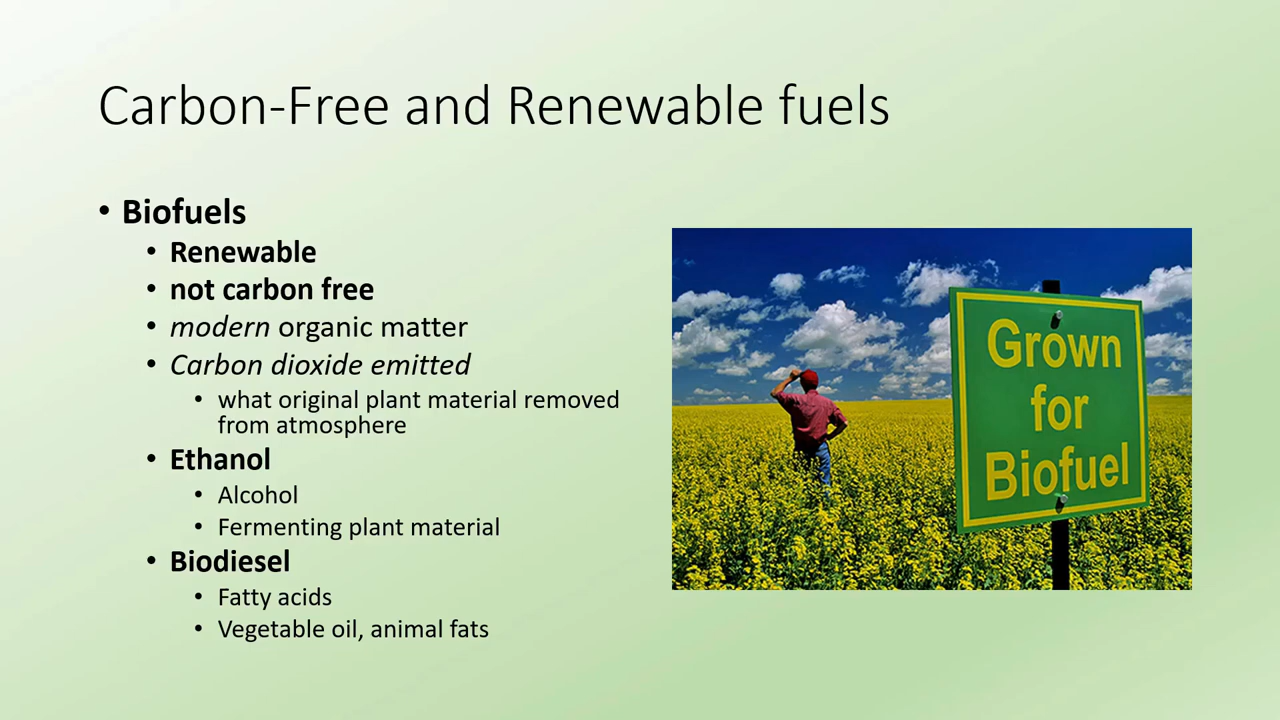 Carbon-Free and Renewable fuels
• Biofuels
• Renewable
• not carbon free
• modern organic matter
• Carbon dioxide emitted
• what original plant material removed
from atmosphere
• Ethanol
• Alcohol
• Fermenting plant material
• Biodiesel
• Fatty acids
• Vegetable oil, animal fats
Grown
for
Biofuel